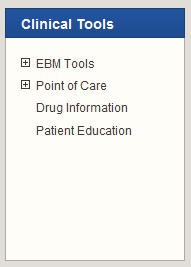 Clinical Tools
EBM Tools
Point of Care
Drug Information
Patient Education